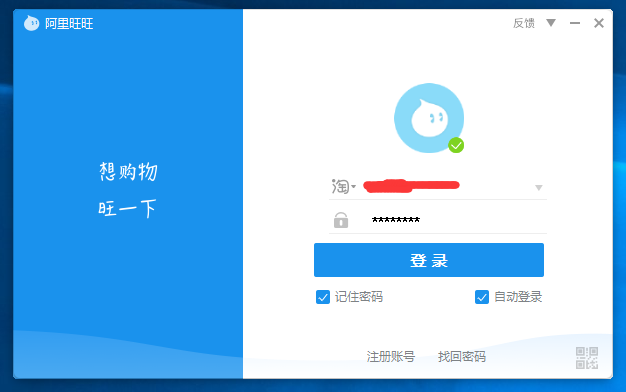 阿里旺旺
反馈
想购物
旺一下
淘
********
登 录
记住密码
自动登录
注册账号
找回密码